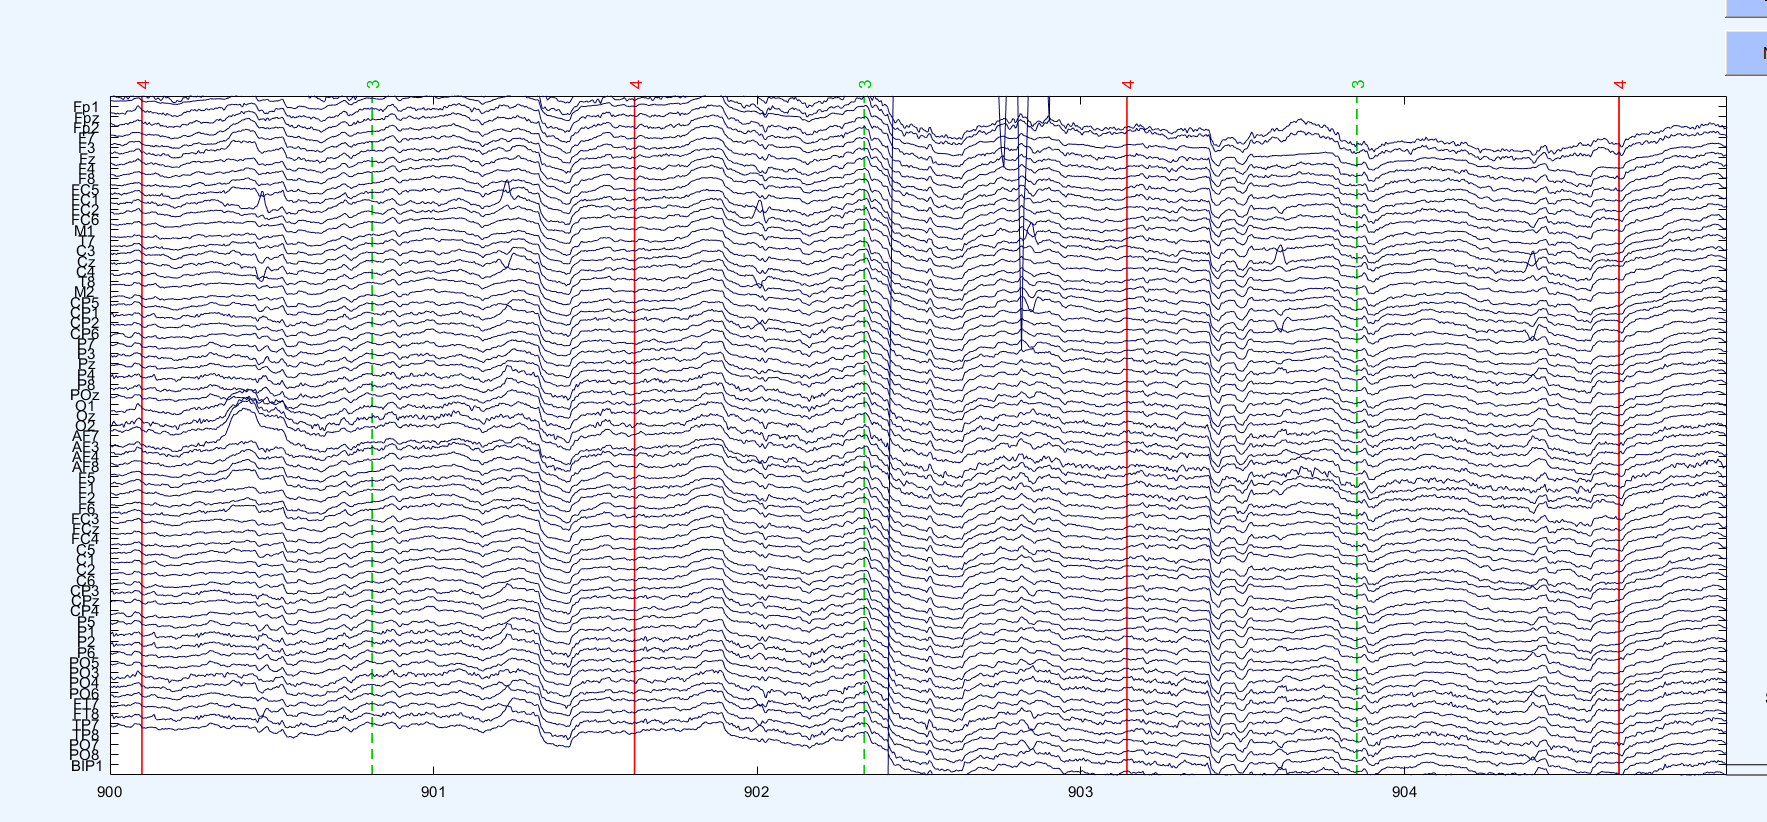 4 3 4 3 4 3 4
Fp1
Fpz
Fp2
F7
F3
Fz
F4
F8
FC5
FC1
FC2
FC6
M1
T7
C3
Cz
C4
T8
M2
CP5
CP1
CP2
CP6
P7
P3
Pz
P4
P8
POz
O1
Oz
O2
AF7
AF3
AF4
AF8
F5
F1
F2
F6
FC3
FCz
FC4
C5
C1
C2
C6
CP3
CPz
CP4
P5
P1
P2
P6
PO5
PO3
PO4
PO6
FT7
FT8
TP7
TP8
PO7
PO8
BIP1
900 901 902 903 904